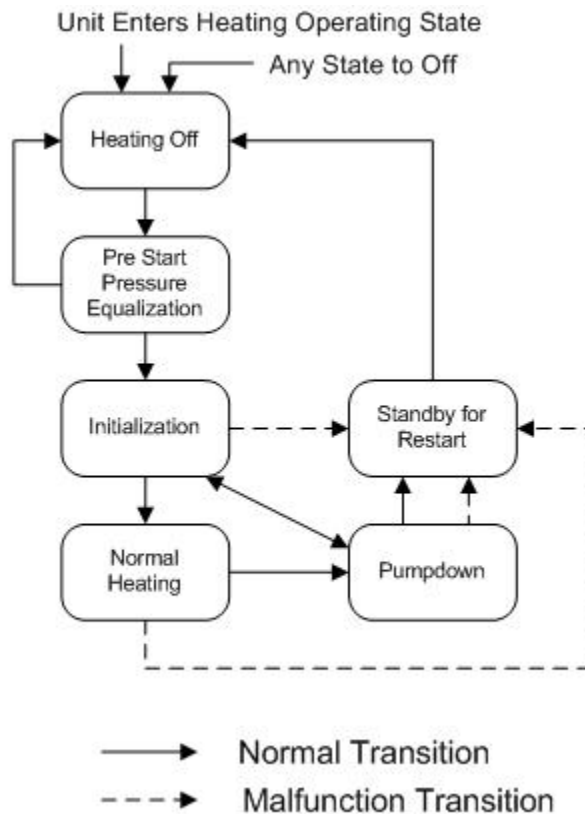 Unit Enters Heating Operating State
Any State to Off
Heating Off
Pre Start
Pressure
Equalization
Initialization
Standby for
Restart
Normal
Heating
Pumpdown
Normal Transition
Malfunction Transition